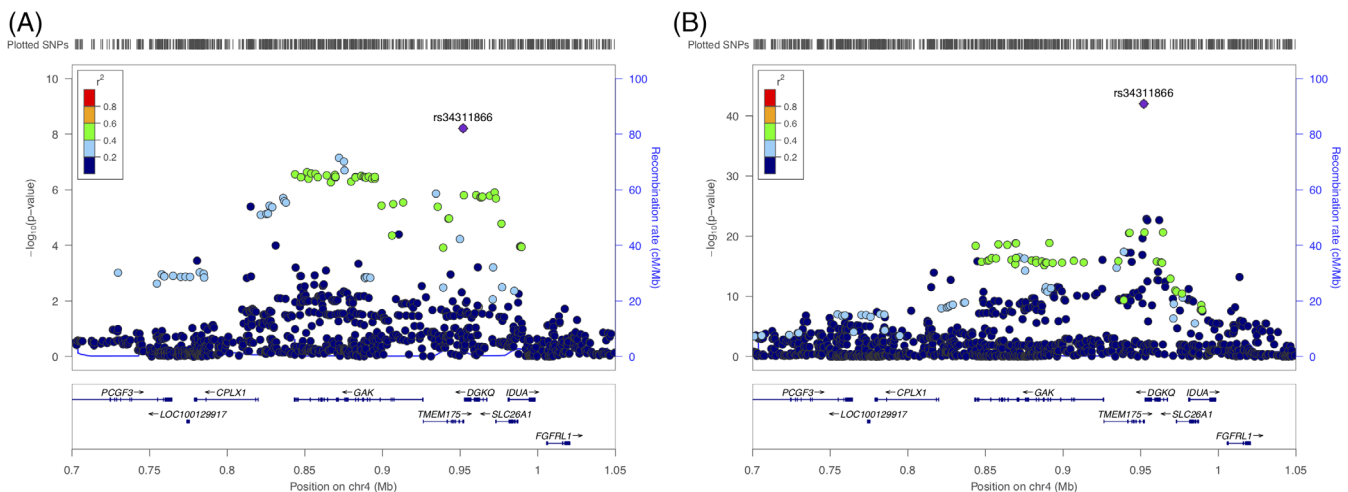 (A)
Plotted SNPs
10
8
6
4
2
0
−log10(p−value)
100
80
60
40
20
0
Recombination rate (cM/Mb)
r2
0.8
0.6
0.4
0.2
rs34311866
PCGF3→
←CPLX1
←GAK
←DGKQ
IDUA→
←LOC100129917
TMEM175→
←SLC26A1
FGFRL1→
0.7 0.75 0.8 0.85 0.9 0.95 1 1.05
Position on chr4 (Mb)
(B)
Plotted SNPs
40
30
20
10
0
−log10(p−value)
100
80
60
40
20
0
Recombination rate (cM/Mb)
r2
0.8
0.6
0.4
0.2
rs34311866
PCGF3→
←CPLX1
←GAK
←DGKQ
IDUA→
←LOC100129917
TMEM175→
←SLC26A1
FGFRL1→
0.7 0.75 0.8 0.85 0.9 0.95 1 1.05
Position on chr4 (Mb)